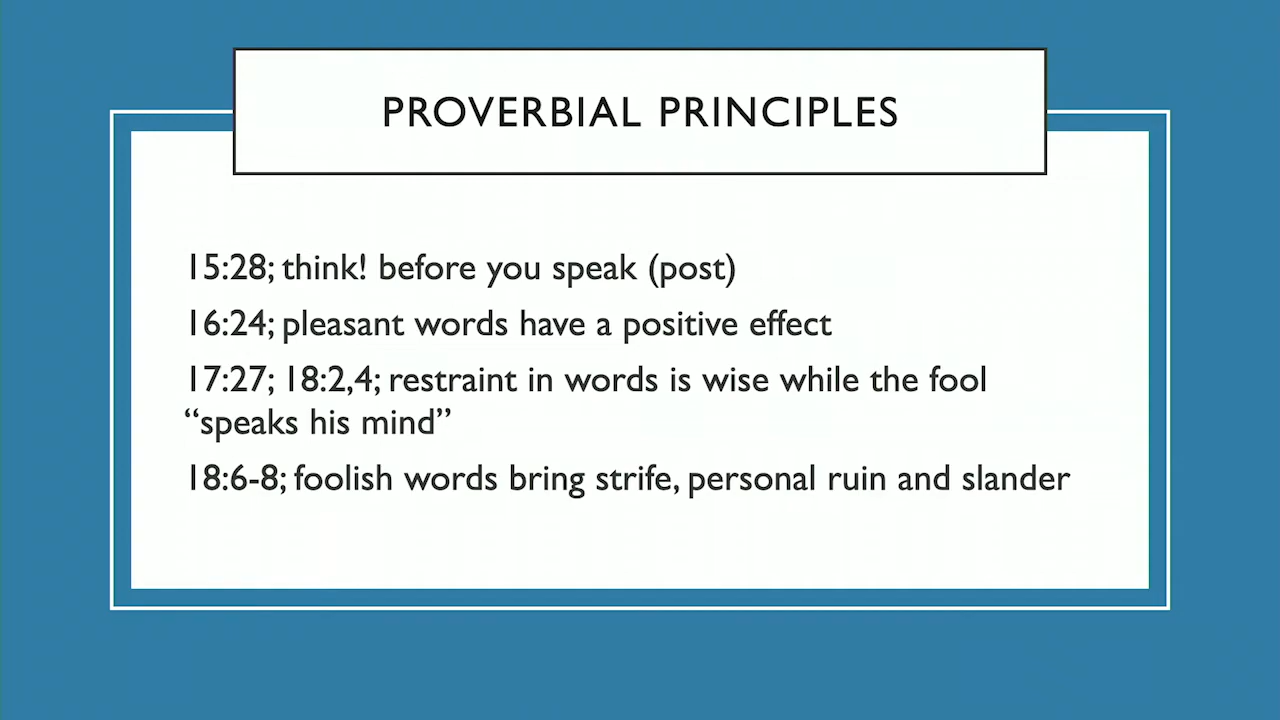 PROVERBIAL PRINCIPLES
15:28; think! before you speak (post)
16:24; pleasant words have a positive effect
17:27; 18:2,4; restraint in words is wise while the fool
“speaks his mind”
18:6-8; foolish words bring strife, personal ruin and slander